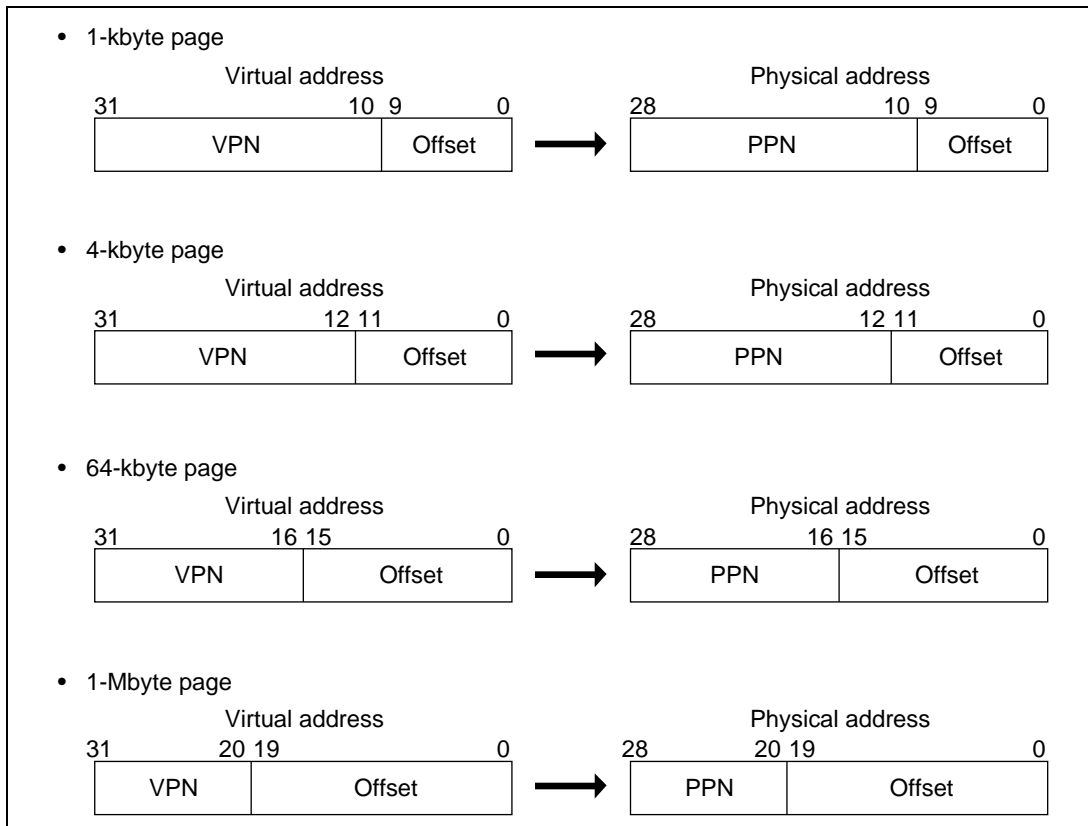 • 1-kbyte page
Virtual address Physical address
31 10 9 0 28 10 9 0
VPN Offset PPN Offset
• 4-kbyte page
Virtual address Physical address
31 12 11 0 28 12 11 0
VPN Offset PPN Offset
• 64-kbyte page
Virtual address Physical address
31 16 15 0 28 16 15 0
VPN Offset PPN Offset
• 1-Mbyte page
Virtual address Physical address
31 20 19 0 28 20 19 0
VPN Offset PPN Offset